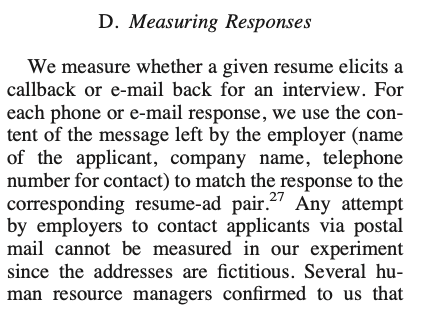 D. Measuring Responses
We measure whether a given resume elicits a
callback or e-mail back for an interview. For
each phone or e-mail response, we use the con-
tent of the message left by the employer (name
of the applicant, company name, telephone
number for contact) to match the response to the
corresponding resume-ad pair.27 Any attempt
by employers to contact applicants via postal
mail cannot be measured in our experiment
since the addresses are fictitious. Several hu-
man resource managers confirmed to us that